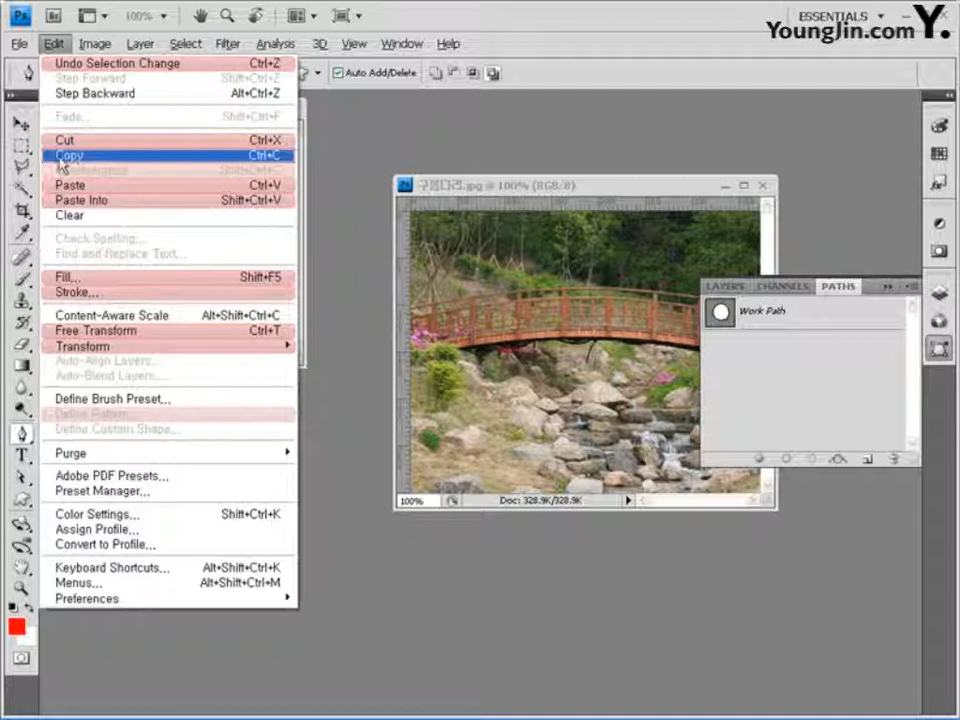 Ps Br 100% ESSENTIALS
YoungJin.com Y.
File Edit Image Layer Select Filter Analysis 3D View Window Help
Auto Add/Delete
Undo Selection Change Ctrl+Z
Step Forward Shift+Ctrl+Z
Step Backward Alt+Ctrl+Z
Fade... Shift+Ctrl+F
Cut Ctrl+X
Copy Ctrl+C
Paste Ctrl+V
Paste Into Shift+Ctrl+V
Clear
Check Spelling...
Find and Replace Text...
Fill... Shift+F5
Stroke...
Content-Aware Scale Alt+Shift+Ctrl+C
Free Transform Ctrl+T
Transform
Auto-Align Layers...
Auto-Blend Layers...
Define Brush Preset...
Define Pattern...
Define Custom Shape...
Purge
Adobe PDF Presets...
Preset Manager...
Color Settings... Shift+Ctrl+K
Assign Profile...
Convert to Profile...
Keyboard Shortcuts... Alt+Shift+Ctrl+K
Menus... Alt+Shift+Ctrl+M
Preferences
구름다리.jpg @ 100% (RGB/8)
LAYERS CHANNELS PATHS
Work Path
100% Doc: 328.9K/328.9K